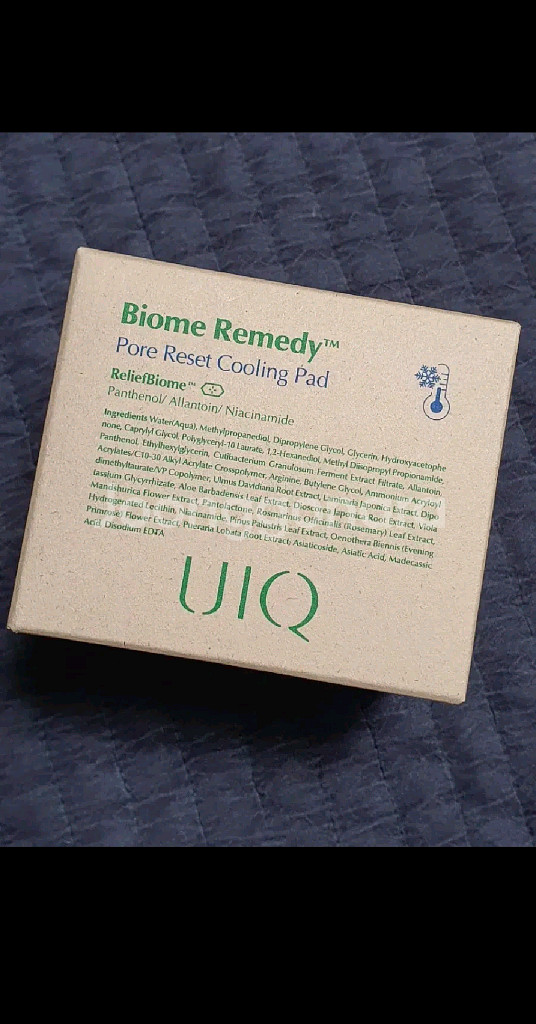 Biome Remedy™
Pore Reset Cooling Pad
ReliefBiome™
Panthenol/ Allantoin/ Niacinamide
Ingredients Water(Aqua), Methylpropanediol, Dipropylene Glycol, Glycerin, Hydroxyacetophe
none, Caprylyl Glycol, Polyglyceryl-10 Laurate, 1,2-Hexanediol, Methyl Diisopropyl Propionamide,
Panthenol, Ethylhexylglycerin, Cutibacterium Granulosum Ferment Extract Filtrate, Allantoin,
Acrylates/C10-30 Alkyl Acrylate Crosspolymer, Arginine, Butylene Glycol, Ammonium Acryloyl
dimethyltaurate/VP Copolymer, Ulmus Davidiana Root Extract, Laminaria Japonica Extract, Dipo
tassium Glycyrrhizate, Aloe Barbadensis Leaf Extract, Dioscorea Japonica Root Extract, Viola
Mandshurica Flower Extract, Pantolactone, Rosmarinus Officinalis (Rosemary) Leaf Extract,
Hydrogenated Lecithin, Niacinamide, Pinus Palustris Leaf Extract, Oenothera Biennis (Evening
Primrose) Flower Extract, Pueraria Lobata Root Extract, Asiaticoside, Asiatic Acid, Madecassic
Acid, Disodium EDTA
UIQ